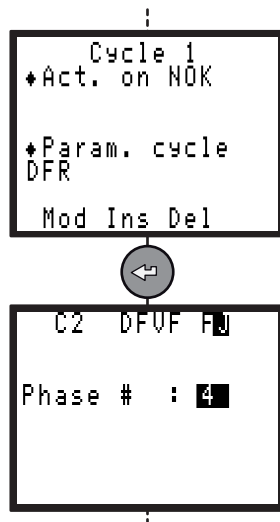 Cycle 1
♦Act. on NOK
♦Param. cycle
DFR
Mod Ins Del
C2 DFVF FJ
Phase # : 4